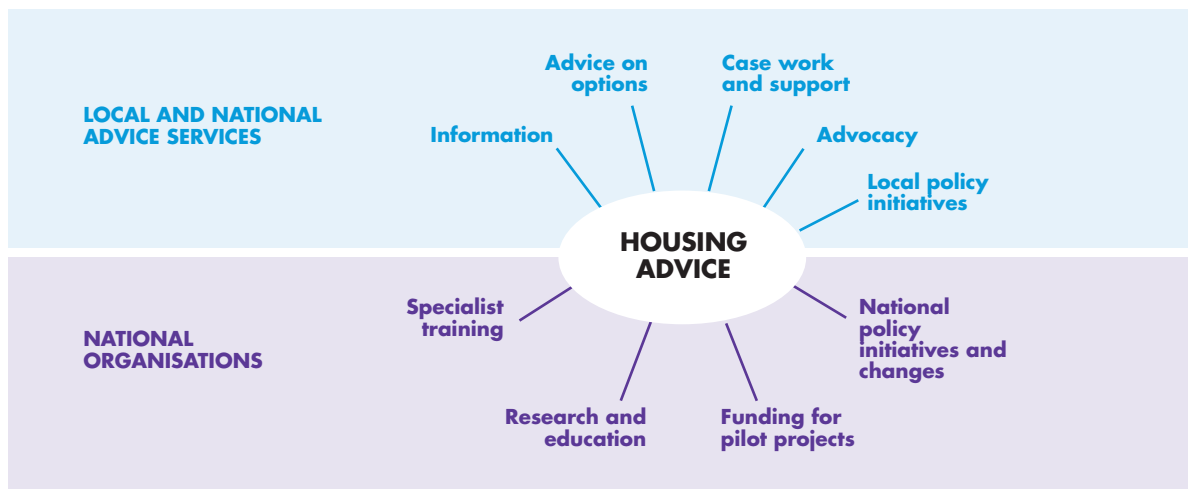 LOCAL AND NATIONAL
ADVICE SERVICES
Information
Advice on
options
Case work
and support
Advocacy
Local policy
initiatives
HOUSING
ADVICE
NATIONAL
ORGANISATIONS
Specialist
training
Research and
education
Funding for
pilot projects
National
policy
initiatives and
changes